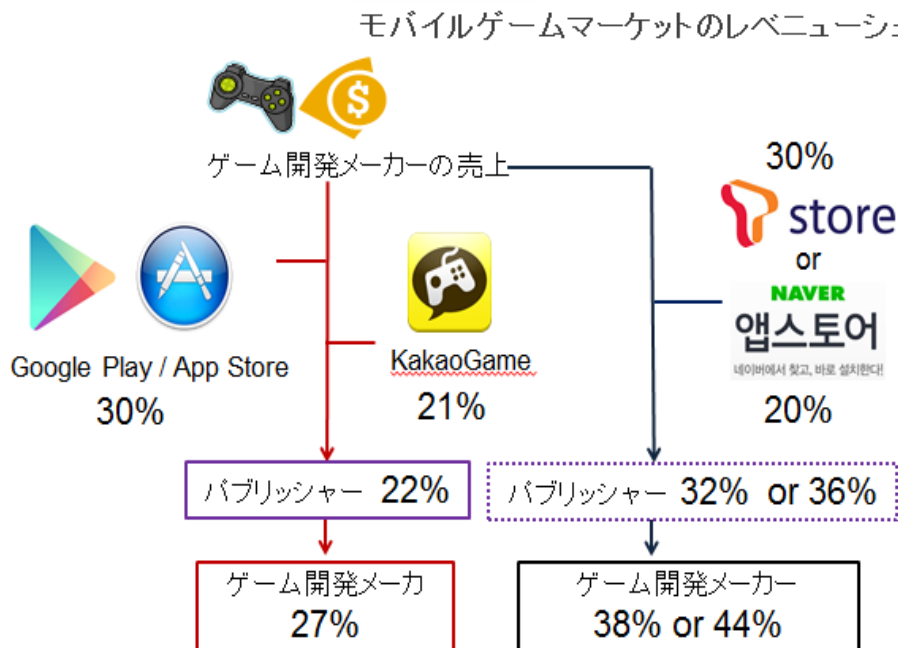 モバイルゲームマーケットのレベニューシェ
ゲーム開発メーカーの売上
30%
store
or
NAVER
앱스토어
네이버에서 찾고, 바로 설치한다!
20%
Google Play / App Store
30%
KakaoGame
21%
パブリッシャー 22%
パブリッシャー 32% or 36%
ゲーム開発メーカ
27%
ゲーム開発メーカー
38% or 44%